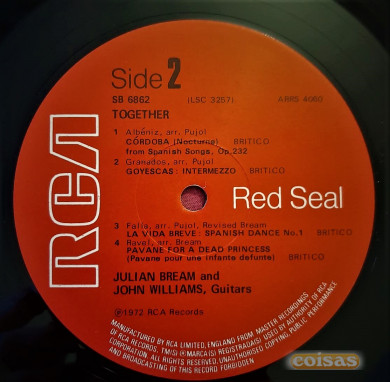 RCA
Side 2
SB 6862 (LSC 3257) ARRS 4060
TOGETHER
1 Albéniz, arr. Pujol
CÓRDOBA (Nocturne) BRITICO
from Spanish Songs, Op.232
2 Granados, arr. Pujol
GOYESCAS: INTERMEZZO BRITICO
Red Seal
3 Falla, arr. Pujol, Revised Bream
LA VIDA BREVE: SPANISH DANCE No.1 BRITICO
4 Ravel, arr. Bream
PAVANE FOR A DEAD PRINCESS
(Pavane pour une infante defunte) BRITICO
JULIAN BREAM and
JOHN WILLIAMS, Guitars
℗1972 RCA Records
MANUFACTURED BY RCA LIMITED, ENGLAND FROM MASTER RECORDINGS
OF RCA RECORDS. TM(S) ® MARCA(S) REGISTRADA(S) USED BY AUTHORITY OF RCA
CORPORATION. ALL RIGHTS RESERVED. UNAUTHORISED COPYING, PUBLIC PERFORMANCE
AND BROADCASTING OF THIS RECORD FORBIDDEN
coisas